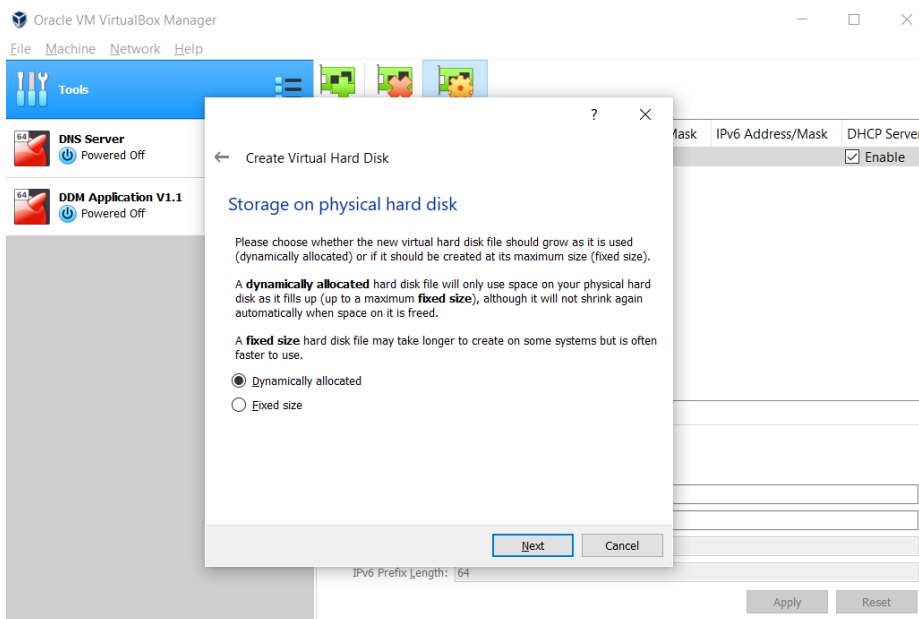 Oracle VM VirtualBox Manager
File Machine Network Help
Tools
64
DNS Server
Powered Off
64
DDM Application V1.1
Powered Off
Mask IPv6 Address/Mask DHCP Server
Enable
?
Create Virtual Hard Disk
Storage on physical hard disk
Please choose whether the new virtual hard disk file should grow as it is used
(dynamically allocated) or if it should be created at its maximum size (fixed size).
A dynamically allocated hard disk file will only use space on your physical hard
disk as it fills up (up to a maximum fixed size), although it will not shrink again
automatically when space on it is freed.
A fixed size hard disk file may take longer to create on some systems but is often
faster to use.
Dynamically allocated
Fixed size
Next Cancel
IPv6 Prefix Length: 64
Apply Reset